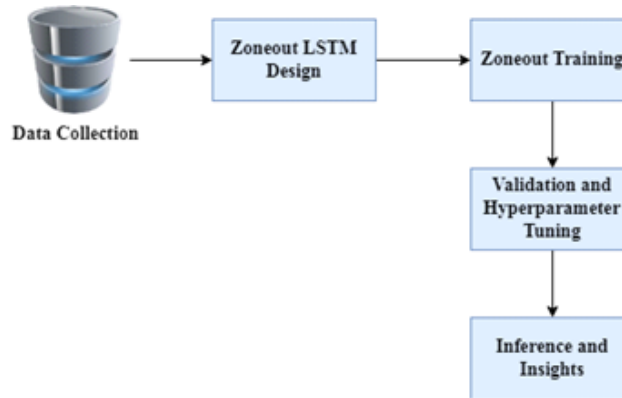 Data Collection
Zoneout LSTM
Design
Zoneout Training
Validation and
Hyperparameter
Tuning
Inference and
Insights